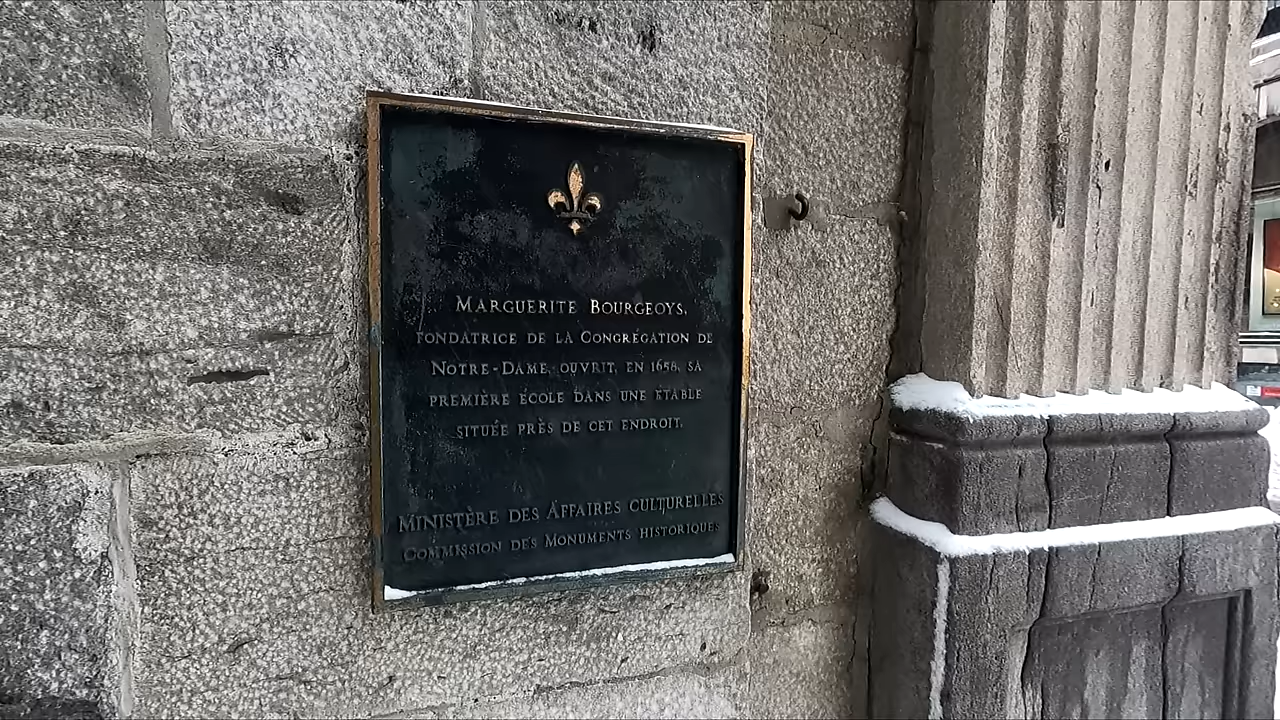 MARGUERITE BOURGEOYS,
FONDATRICE DE LA CONGRÉGATION DE
NOTRE-DAME, OUVRIT, EN 1658, SA
PREMIÈRE ÉCOLE DANS UNE ÉTABLE
SITUÉE PRÈS DE CET ENDROIT.
MINISTÈRE DES AFFAIRES CULTURELLES
COMMISSION DES MONUMENTS HISTORIQUES